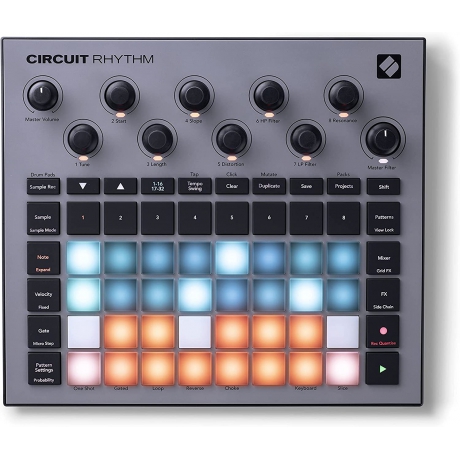 CIRCUIT RHYTHM
Master Volume
2 Start
4 Slope
6 HP Filter
8 Resonance
1 Tune
3 Length
5 Distortion
7 LP Filter
Master Filter
Drum Pads
Tap
Click
Mutate
Packs
Sample Rec
1-16
17-32
Tempo
Swing
Clear
Duplicate
Save
Projects
Shift
Sample
Sample Mode
1
2
3
4
5
6
7
8
Patterns
View Lock
Note
Expand
Mixer
Grid FX
Velocity
Fixed
FX
Side Chain
Gate
Micro Step
Rec Quantise
Pattern
Settings
Probability
One Shot
Gated
Loop
Reverse
Choke
Keyboard
Slice